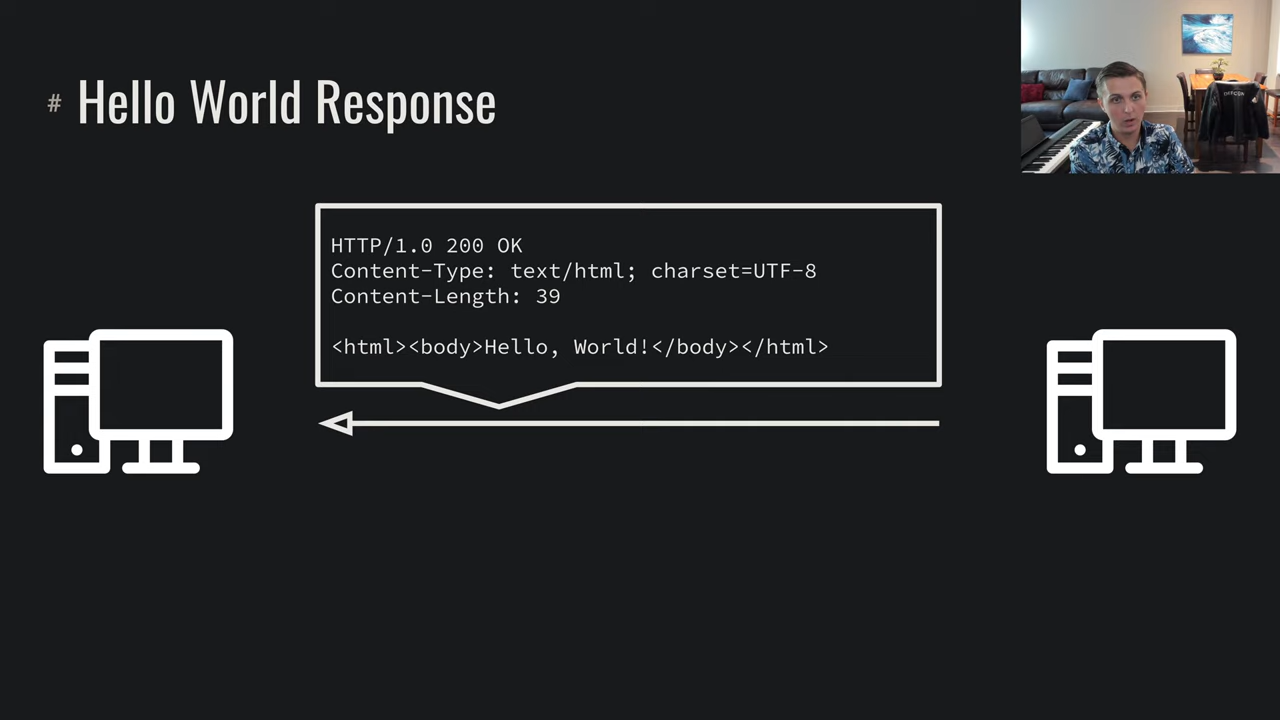 # Hello World Response
DEFCON
HTTP/1.0 200 OK
Content-Type: text/html; charset=UTF-8
Content-Length: 39
<html><body>Hello, World!</body></html>